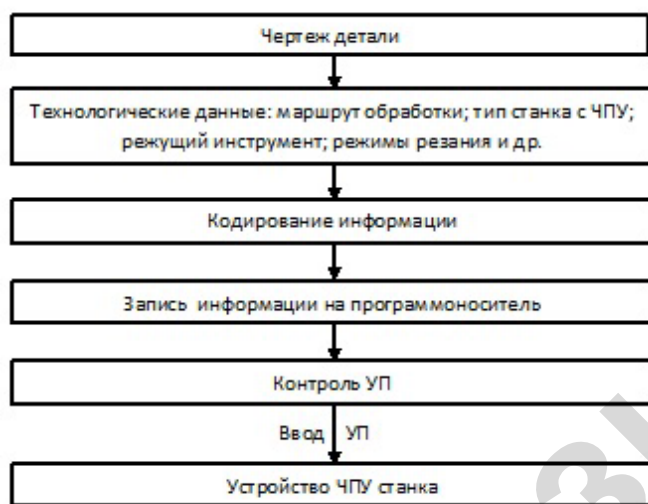 Чертеж детали
Технологические данные: маршрут обработки; тип станка с ЧПУ;
режущий инструмент; режимы резания и др.
Кодирование информации
Запись информации на программоноситель
Контроль УП
Ввод УП
Устройство ЧПУ станка